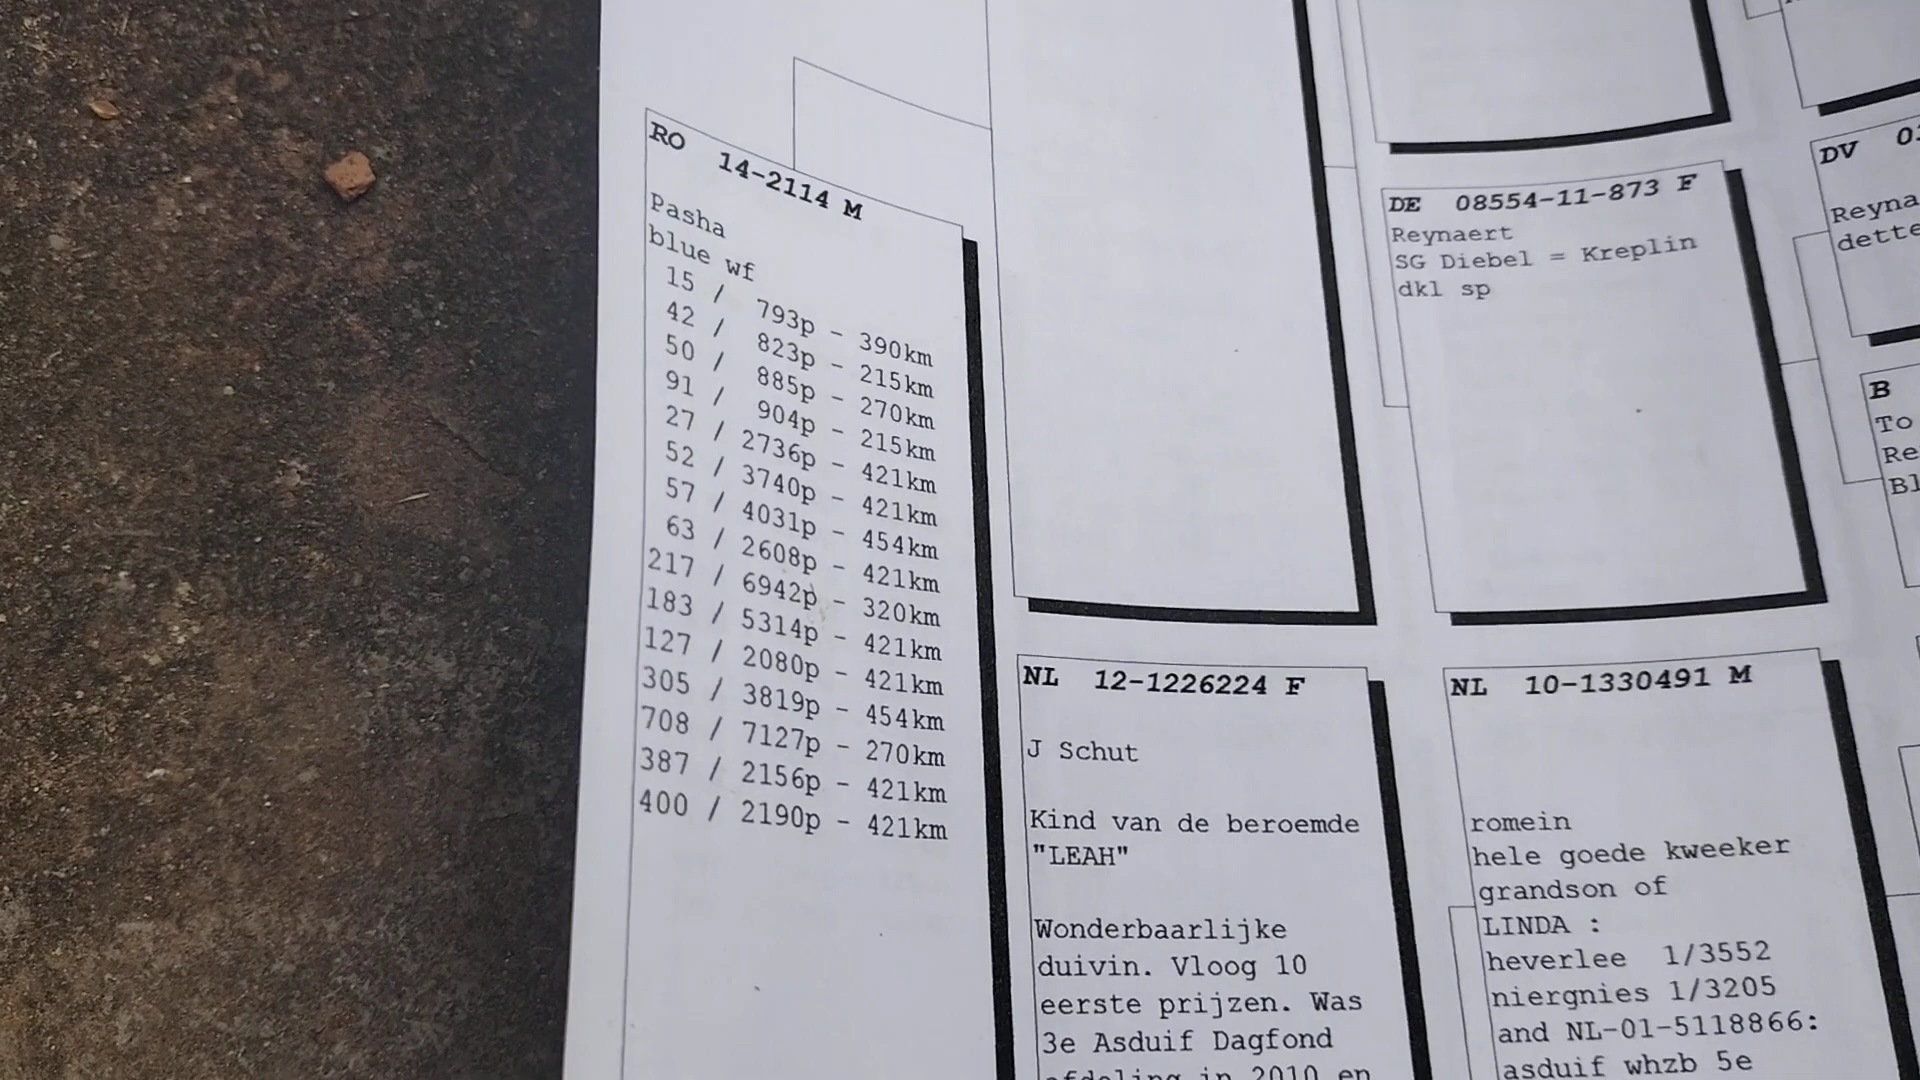 RO 14-2114 M
Pasha
blue wf
15 / 793p - 390km
42 / 823p - 215km
50 / 885p - 270km
91 / 904p - 215km
27 / 2736p - 421km
52 / 3740p - 421km
57 / 4031p - 454km
63 / 2608p - 421km
217 / 6942p - 320km
183 / 5314p - 421km
127 / 2080p - 421km
305 / 3819p - 454km
708 / 7127p - 270km
387 / 2156p - 421km
400 / 2190p - 421km
NL 12-1226224 F
J Schut
Kind van de beroemde
"LEAH"
Wonderbaarlijke
duivin. Vloog 10
eerste prijzen. Was
3e Asduif Dagfond
afdeling in 2010 en
DE 08554-11-873 F
Reynaert
SG Diebel = Kreplin
dkl sp
NL 10-1330491 M
romein
hele goede kweeker
grandson of
LINDA :
heverlee 1/3552
niergnies 1/3205
and NL-01-5118866:
asduif whzb 5e
DV
Reyna
dette
B
To
Re
Bl